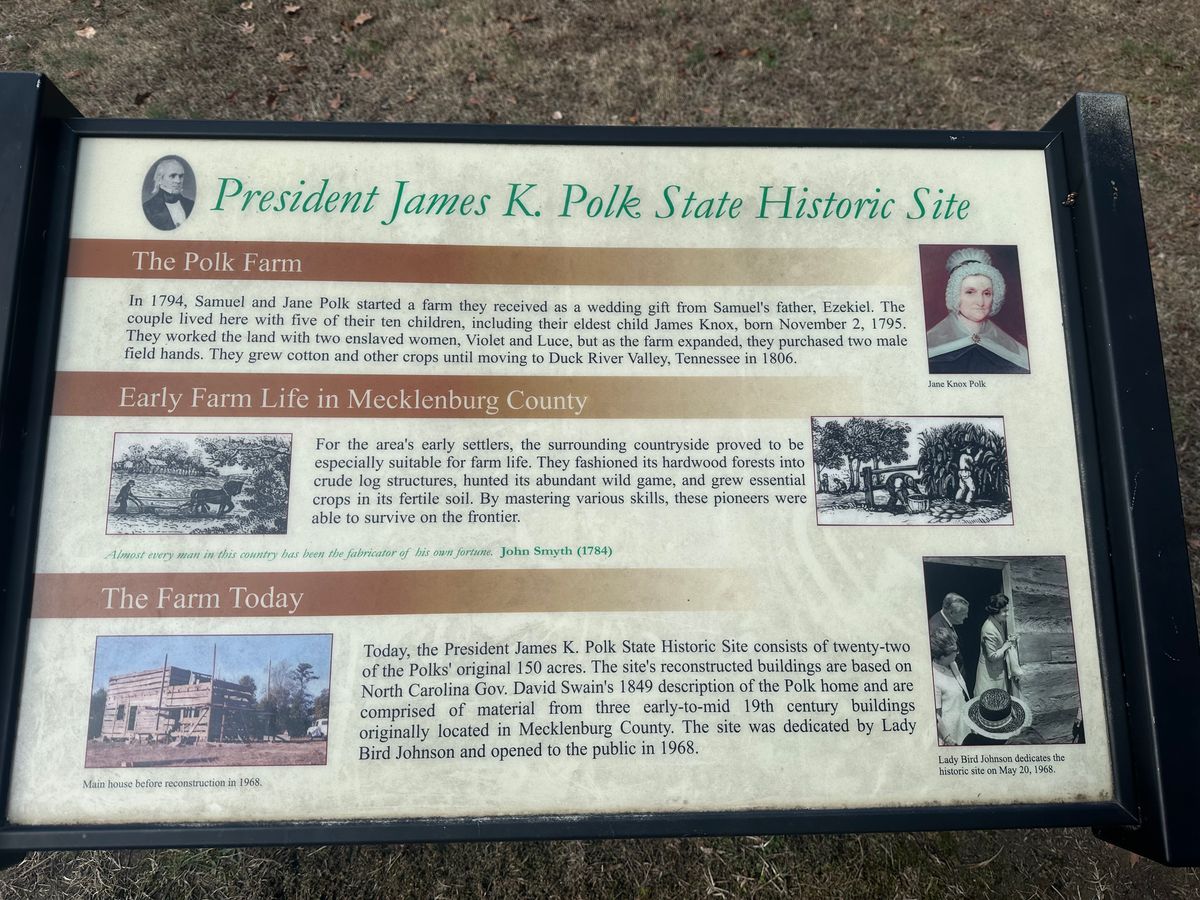 President James K. Polk State Historic Site
The Polk Farm
In 1794, Samuel and Jane Polk started a farm they received as a wedding gift from Samuel's father, Ezekiel. The
couple lived here with five of their ten children, including their eldest child James Knox, born November 2, 1795.
They worked the land with two enslaved women, Violet and Luce, but as the farm expanded, they purchased two male
field hands. They grew cotton and other crops until moving to Duck River Valley, Tennessee in 1806.
Jane Knox Polk
Early Farm Life in Mecklenburg County
For the area's early settlers, the surrounding countryside proved to be
especially suitable for farm life. They fashioned its hardwood forests into
crude log structures, hunted its abundant wild game, and grew essential
crops in its fertile soil. By mastering various skills, these pioneers were
able to survive on the frontier.
Almost every man in this country has been the fabricator of his own fortune. John Smyth (1784)
The Farm Today
Today, the President James K. Polk State Historic Site consists of twenty-two
of the Polks' original 150 acres. The site's reconstructed buildings are based on
North Carolina Gov. David Swain's 1849 description of the Polk home and are
comprised of material from three early-to-mid 19th century buildings
originally located in Mecklenburg County. The site was dedicated by Lady
Bird Johnson and opened to the public in 1968.
Main house before reconstruction in 1968.
Lady Bird Johnson dedicates the
historic site on May 20, 1968.